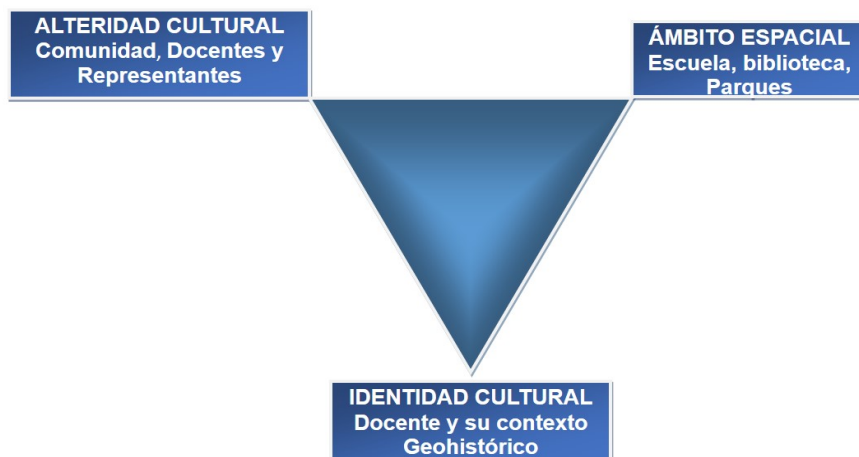 ALTERIDAD CULTURAL
Comunidad, Docentes y
Representantes
ÁMBITO ESPACIAL
Escuela, biblioteca,
Parques
IDENTIDAD CULTURAL
Docente y su contexto
Geohistórico